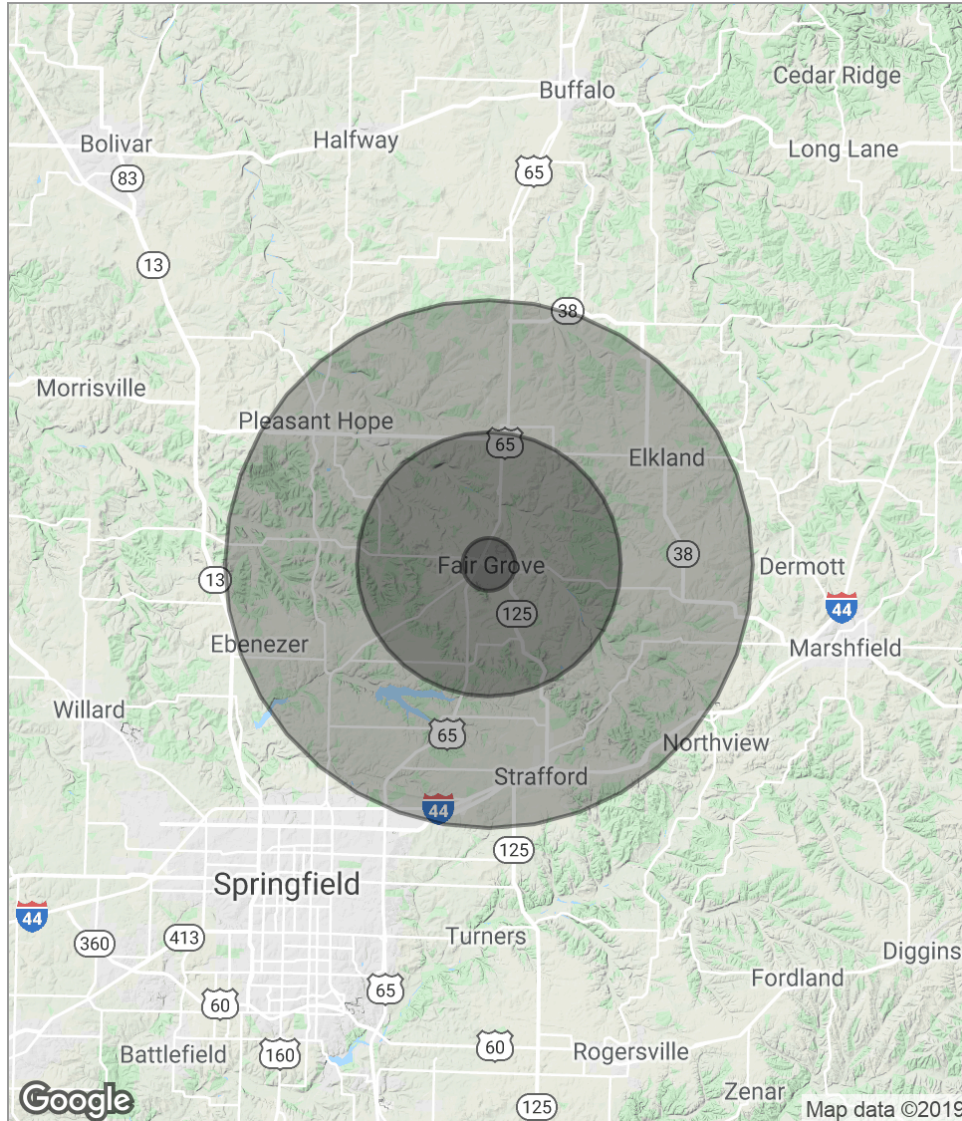 Cedar Ridge
Buffalo
Bolivar
Halfway
Long Lane
65
83
13
38
Morrisville
Pleasant Hope
65
Elkland
38
Fair Grove
Dermott
13
44
125
Ebenezer
Marshfield
Willard
65
Northview
Strafford
44
125
Springfield
44
360
413
Turners
Diggins
Fordland
65
60
60
Battlefield
160
Rogersville
Zenar
Google
125
Map data ©2019